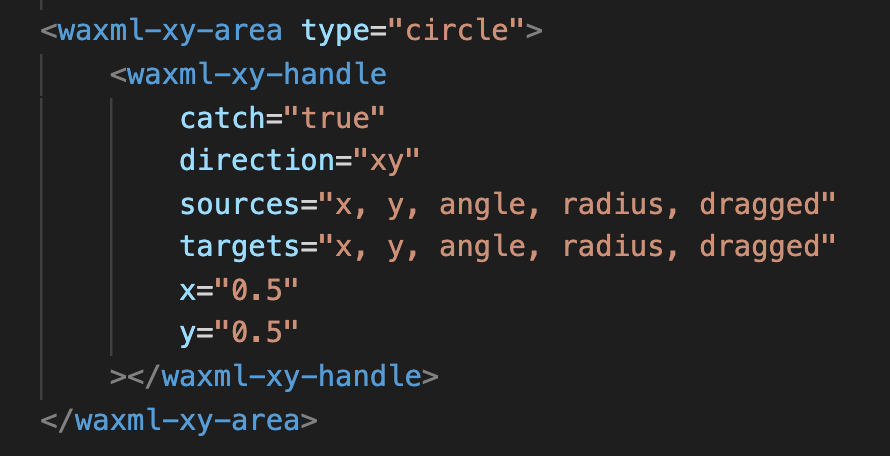 <waxml-xy-area type="circle">
<waxml-xy-handle
catch="true"
direction="xy"
sources="x, y, angle, radius, dragged"
targets="x, y, angle, radius, dragged"
x="0.5"
y="0.5"
></waxml-xy-handle>
</waxml-xy-area>